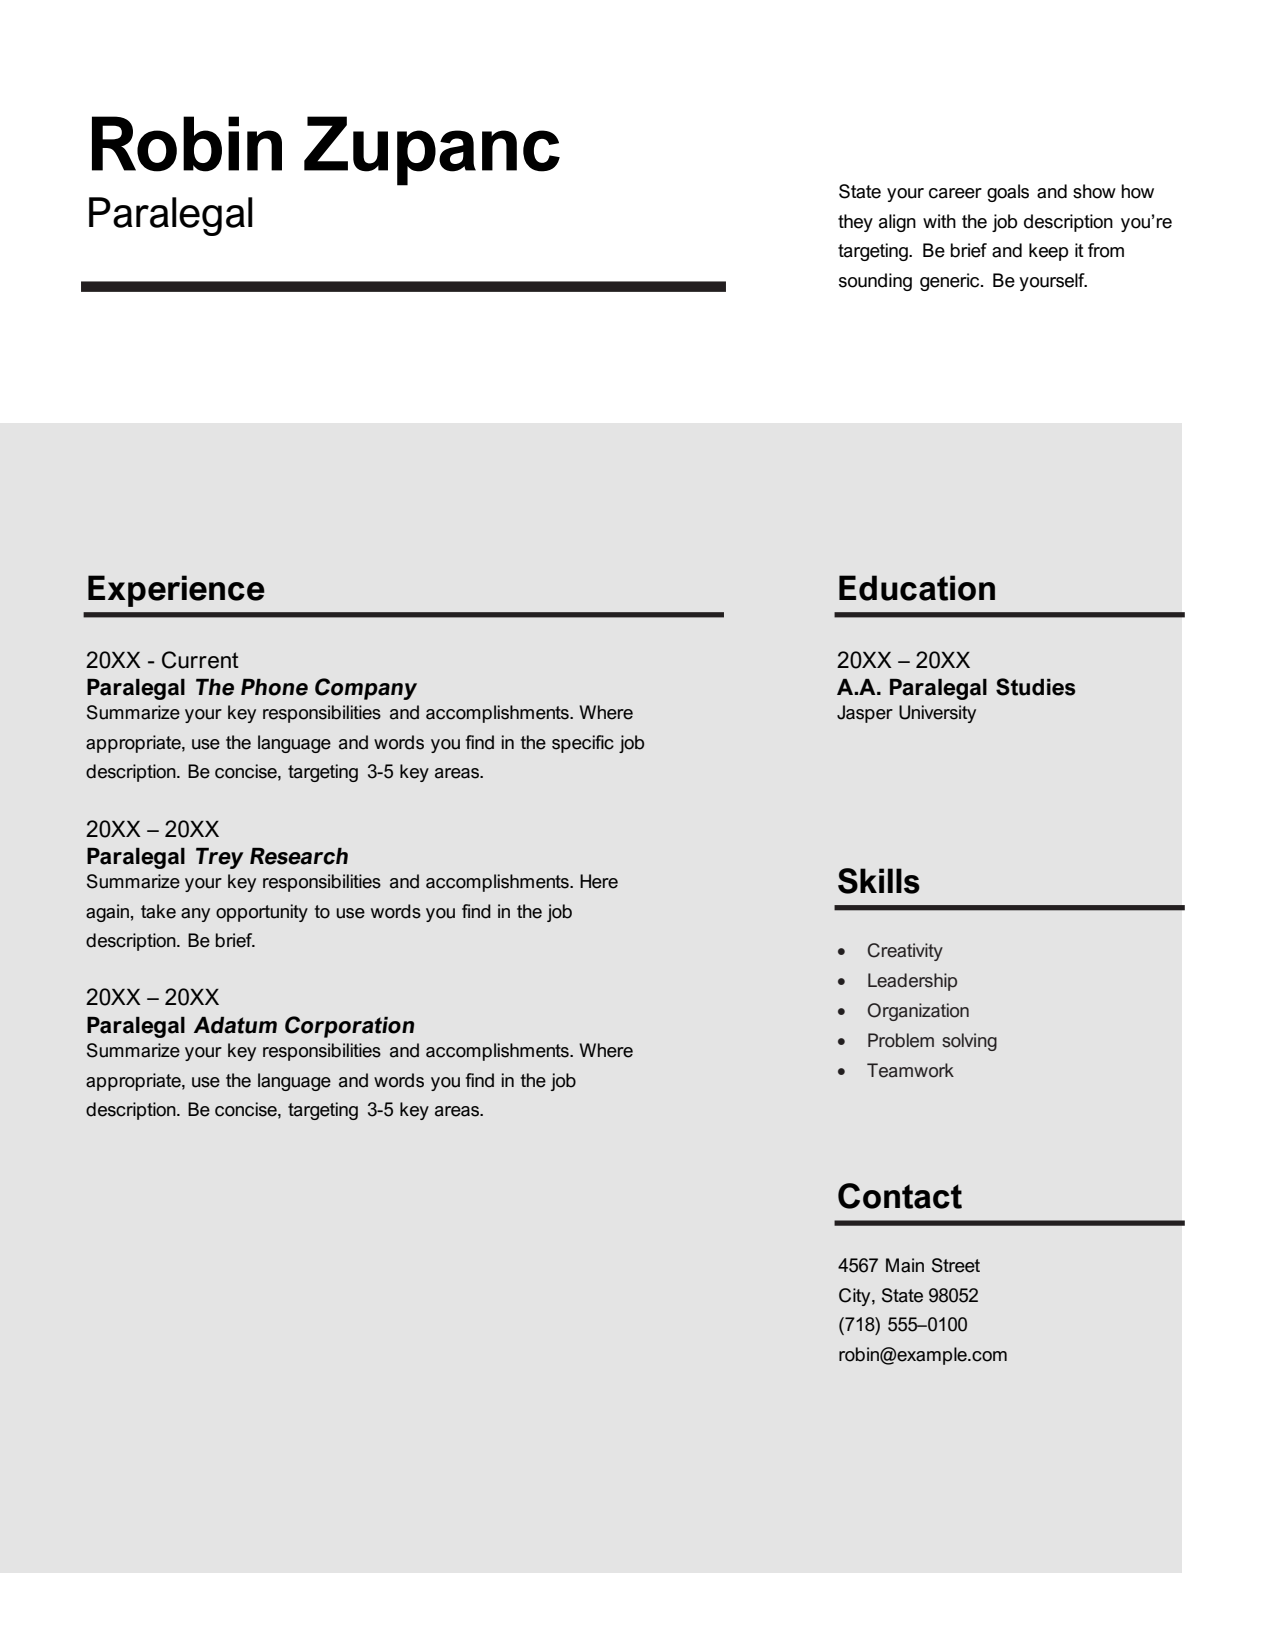 Robin Zupanc
Paralegal
State your career goals and show how
they align with the job description you’re
targeting. Be brief and keep it from
sounding generic. Be yourself.
Experience
20XX - Current
Paralegal The Phone Company
Summarize your key responsibilities and accomplishments. Where
appropriate, use the language and words you find in the specific job
description. Be concise, targeting 3-5 key areas.
20XX – 20XX
Paralegal Trey Research
Summarize your key responsibilities and accomplishments. Here
again, take any opportunity to use words you find in the job
description. Be brief.
20XX – 20XX
Paralegal Adatum Corporation
Summarize your key responsibilities and accomplishments. Where
appropriate, use the language and words you find in the job
description. Be concise, targeting 3-5 key areas.
Education
20XX – 20XX
A.A. Paralegal Studies
Jasper University
Skills
• Creativity
• Leadership
• Organization
• Problem solving
• Teamwork
Contact
4567 Main Street
City, State 98052
(718) 555–0100
robin@example.com